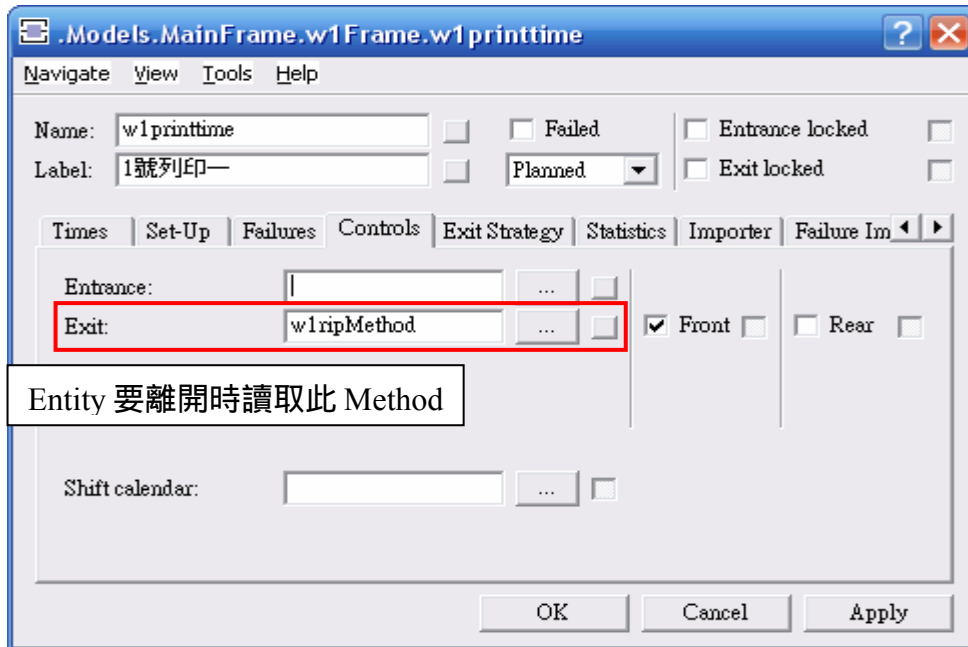 .Models.MainFrame.w1Frame.w1printtime
Navigate View Tools Help
Name: w1printtime Failed Entrance locked
Label: 1號列印一 Planned Exit locked
Times Set-Up Failures Controls Exit Strategy Statistics Importer Failure Im
Entrance: ...
Exit: w1ripMethod ... Front Rear
Entity 要離開時讀取此 Method
Shift calendar: ...
OK Cancel Apply